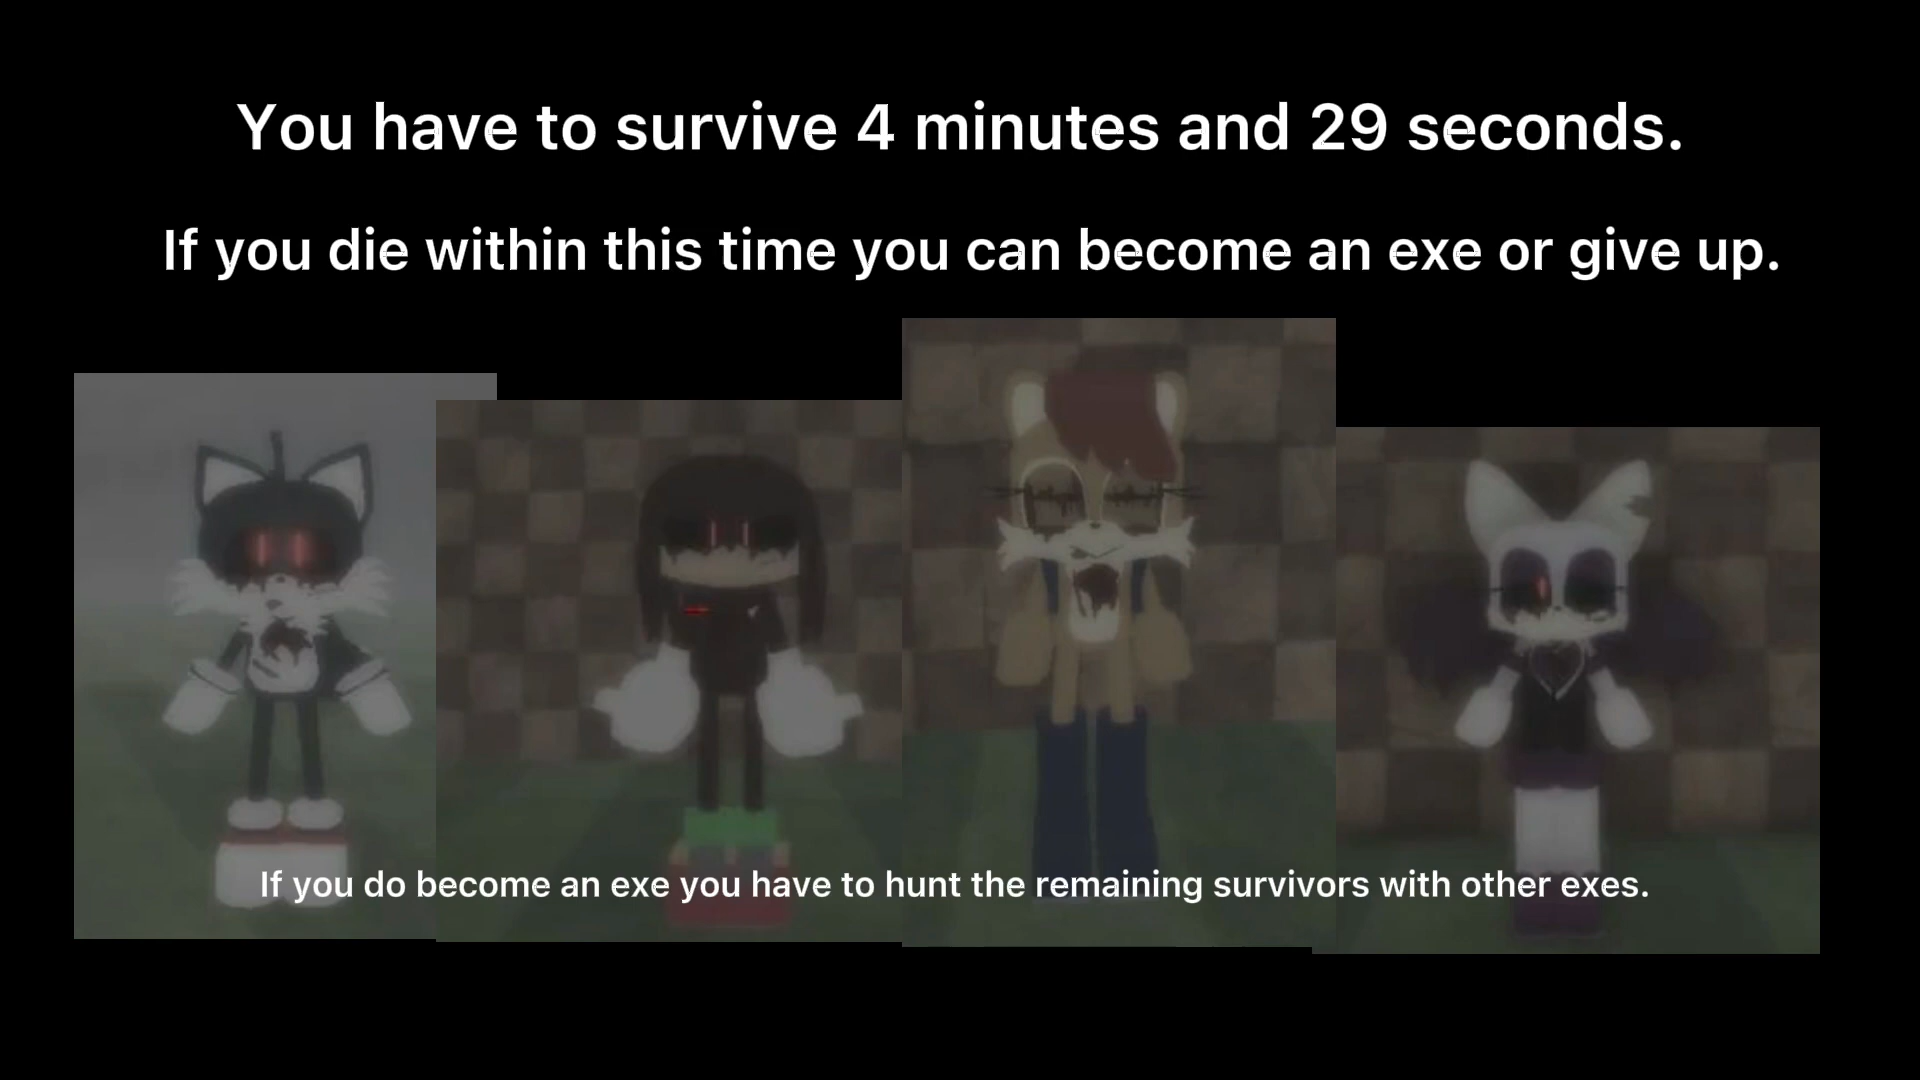 You have to survive 4 minutes and 29 seconds.
If you die within this time you can become an exe or give up.
If you do become an exe you have to hunt the remaining survivors with other exes.